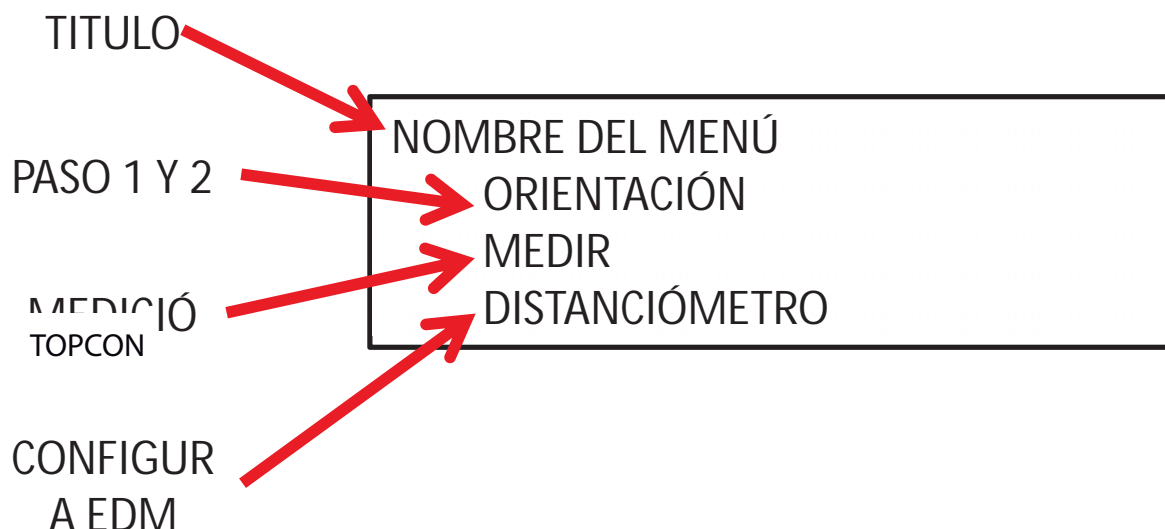 TITULO
NOMBRE DEL MENÚ
PASO 1 Y 2
ORIENTACIÓN
MEDIR
DISTANCIÓMETRO
TOPCON
CONFIGUR
A EDM